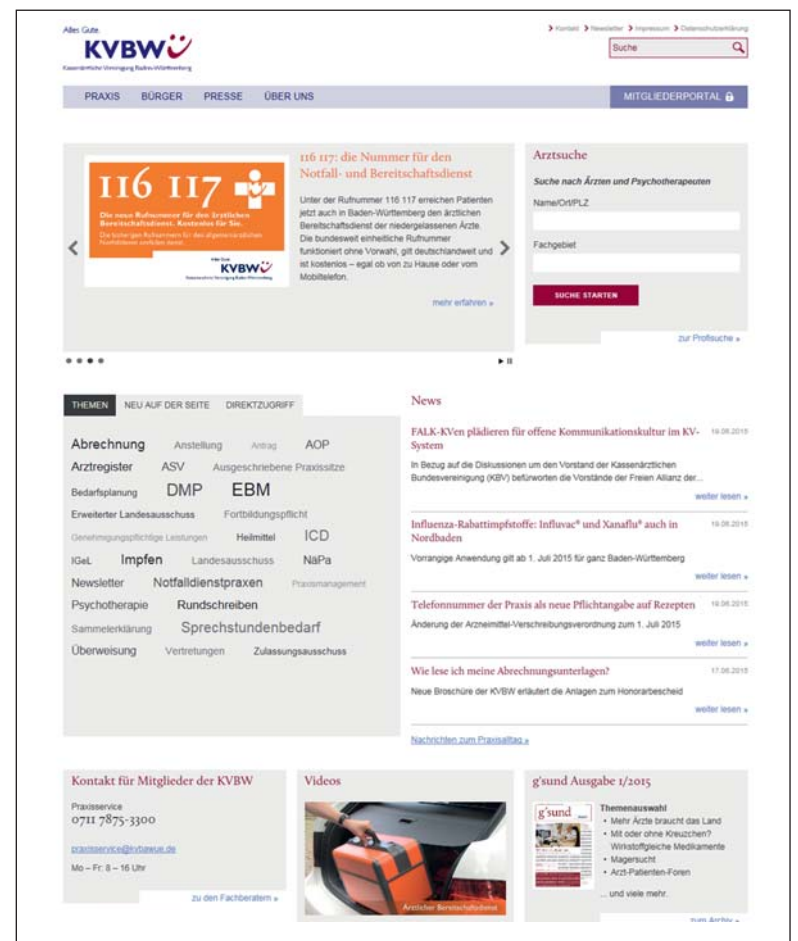 Alles Gute.
KVBW
Kassenärztliche Vereinigung Baden-Württemberg
Kontakt Newsletter Impressum Datenschutzerklärung
Suche
PRAXIS BÜRGER PRESSE ÜBER UNS
MITGLIEDERPORTAL
116 117
Die neue Rufnummer für den ärztlichen
Bereitschaftsdienst. Kostenlos für Sie.
Alles Gute.
KVBW
116 117: die Nummer für den
Notfall- und Bereitschaftsdienst
Unter der Rufnummer 116 117 erreichen Patienten
jetzt auch in Baden-Württemberg den ärztlichen
Bereitschaftsdienst der niedergelassenen Ärzte.
Die bundesweit einheitliche Rufnummer
funktioniert ohne Vorwahl, gilt deutschlandweit und
ist kostenlos – egal ob von zu Hause oder vom
Mobiltelefon.
mehr erfahren »
Arztsuche
Suche nach Ärzten und Psychotherapeuten
Name/Ort/PLZ
Fachgebiet
SUCHE STARTEN
zur Profisuche »
THEMEN NEU AUF DER SEITE DIREKTZUGRIFF
Abrechnung Anstellung Antrag AOP
Arztregister ASV Ausgeschriebene Praxissitze
Bedarfsplanung DMP EBM
Erweiterter Landesausschuss Fortbildungspflicht
Genehmigungspflichtige Leistungen Heilmittel ICD
IGeL Impfen Landesausschuss NäPa
Newsletter Notfalldienstpraxen Praxismanagement
Psychotherapie Rundschreiben
Sammelerklärung Sprechstundenbedarf
Überweisung Vertretungen Zulassungsausschuss
News
FALK-KVen plädieren für offene Kommunikationskultur im KV- 19.06.2015
System
In Bezug auf die Diskussionen um den Vorstand der Kassenärztlichen
Bundesvereinigung (KBV) befürworten die Vorstände der Freien Allianz der...
weiter lesen »
Influenza-Rabattimpfstoffe: Influvac® und Xanaflu® auch in 19.06.2015
Nordbaden
Vorrangige Anwendung gilt ab 1. Juli 2015 für ganz Baden-Württemberg
weiter lesen »
Telefonnummer der Praxis als neue Pflichtangabe auf Rezepten 19.06.2015
Änderung der Arzneimittel-Verschreibungsverordnung zum 1. Juli 2015
weiter lesen »
Wie lese ich meine Abrechnungsunterlagen? 17.06.2015
Neue Broschüre der KVBW erläutert die Anlagen zum Honorarbescheid
weiter lesen »
Nachrichten zum Praxisalltag »
Kontakt für Mitglieder der KVBW
Praxisservice
0711 7875-3300
praxisservice@kvbawue.de
Mo – Fr: 8 – 16 Uhr
zu den Fachberatern »
Videos
Ärztlicher Bereitschaftsdienst
g'sund Ausgabe 1/2015
g'sund
Themenauswahl
• Mehr Ärzte braucht das Land
• Mit oder ohne Kreuzchen?
Wirkstoffgleiche Medikamente
• Magersucht
• Arzt-Patienten-Foren
... und viele mehr.
zum Archiv »